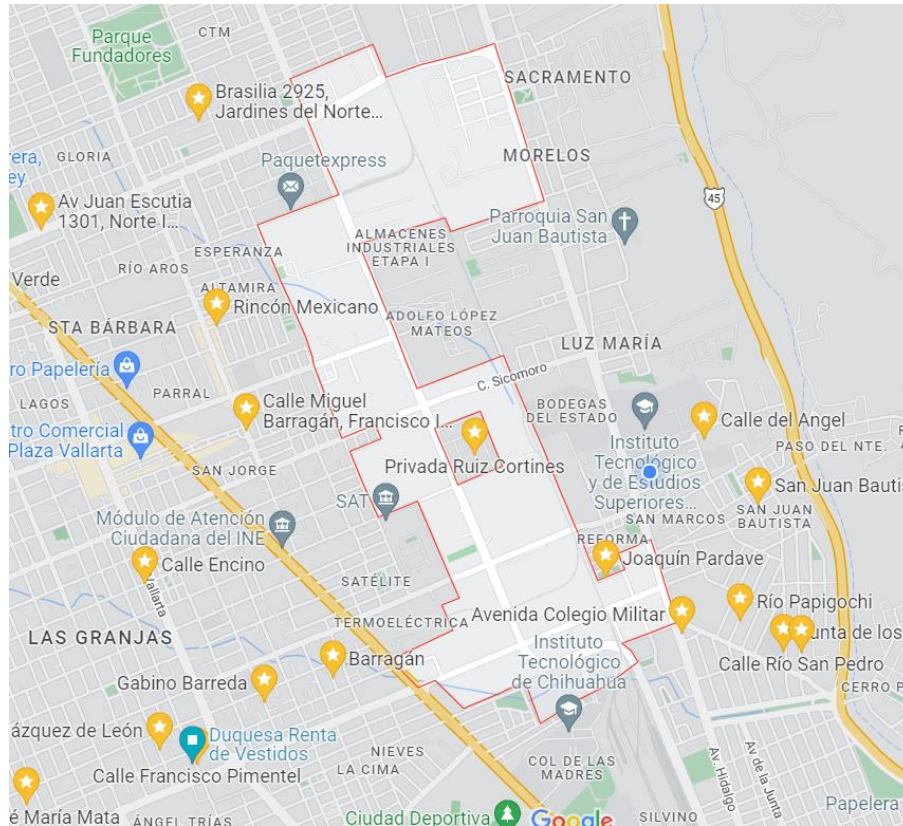 CTM
Parque
Fundadores
SACRAMENTO
Brasilia 2925,
Jardines del Norte...
GLORIA
Paquetexpress
MORELOS
rera,
ey
Av Juan Escutia
1301, Norte I...
45
Parroquia San
Juan Bautista
ALMACENES
INDUSTRIALES
ETAPA I
ESPERANZA
RÍO AROS
Verde
ALTAMIRA
Rincón Mexicano
STA BÁRBARA
ADOLFO LÓPEZ
MATEOS
LUZ MARÍA
ro Papelería
C. Sicomoro
PARRAL
LAGOS
Calle Miguel
Barragán, Francisco I...
BODEGAS
DEL ESTADO
Calle del Angel
tro Comercial
Plaza Vallarta
PASO DEL NTE.
SAN JORGE
Privada Ruiz Cortines
Instituto
Tecnológico
y de Estudios
Superiores...
San Juan Bautis
SAT
SAN JUAN
BAUTISTA
Módulo de Atención
Ciudadana del INE
SAN MARCOS
REFORMA
Calle Encino
Joaquín Pardave
Vallarta
SATÉLITE
Río Papigochi
TERMOELÉCTRICA
Avenida Colegio Militar
LAS GRANJAS
unta de los
Barragán
Instituto
Tecnológico
de Chihuahua
Calle Río San Pedro
Gabino Barreda
CERRO P
ázquez de León
Duquesa Renta
de Vestidos
NIEVES
LA CIMA
COL DE LAS
MADRES
Av. Hidalgo
Av de la Junta
Calle Francisco Pimentel
Papelera
é María Mata
ÁNGEL TRÍAS
Ciudad Deportiva
Google
SILVINO